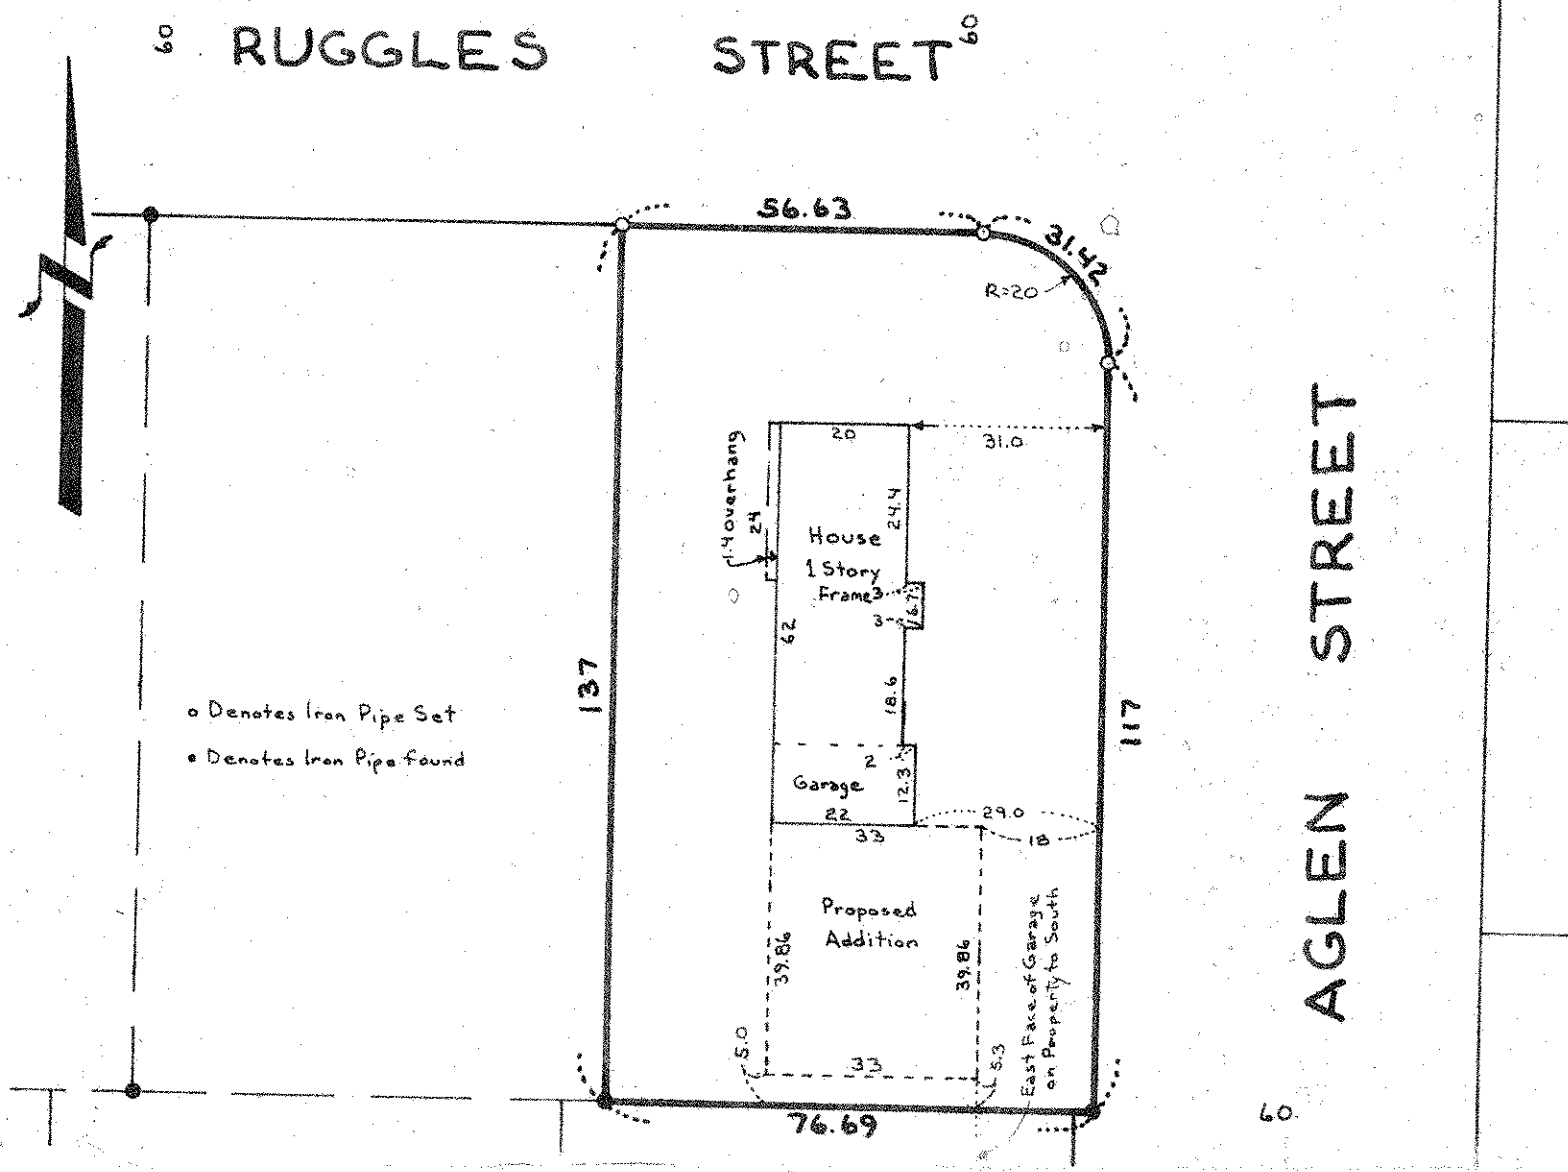 60 RUGGLES STREET 60
56.63
31.42
R=20
20
31.0
1.4 overhang
24
24.4
House
1 Story
Frame
3
6.7
3
62
137
18.6
117
o Denotes Iron Pipe Set
• Denotes Iron Pipe found
2
Garage
12.3
22
29.0
33
18
Proposed
Addition
39.86
39.86
East Face of Garage
on Property to South
5.0
33
5.3
76.69
60
AGLEN STREET